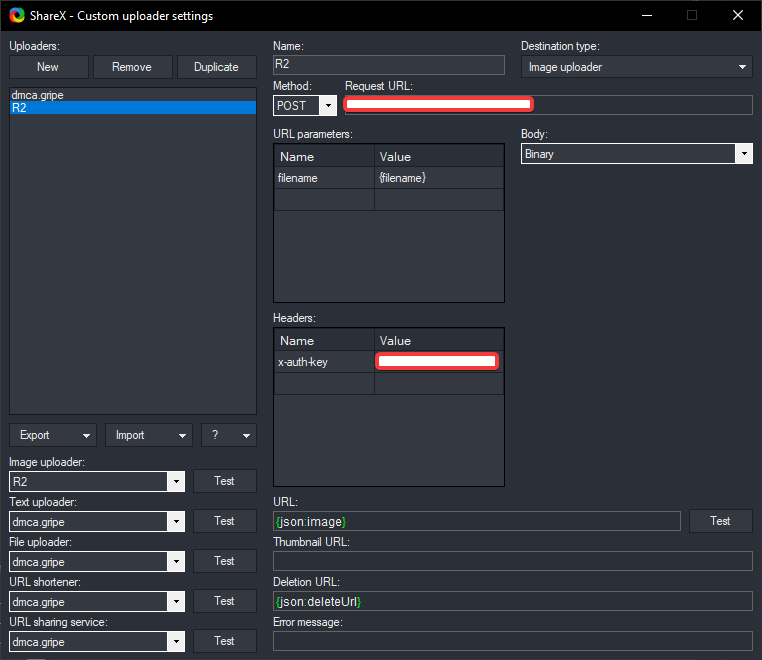 ShareX - Custom uploader settings
Uploaders:
New
Remove
Duplicate
dmca.gripe
R2
Export
Import
?
Image uploader:
R2
Test
Text uploader:
dmca.gripe
Test
File uploader:
dmca.gripe
Test
URL shortener:
dmca.gripe
Test
URL sharing service:
dmca.gripe
Test
Name:
R2
Destination type:
Image uploader
Method:
POST
Request URL:
URL parameters:
Name Value
filename {filename}
Body:
Binary
Headers:
Name Value
x-auth-key
URL:
{json:image}
Test
Thumbnail URL:
Deletion URL:
{json:deleteUrl}
Error message: